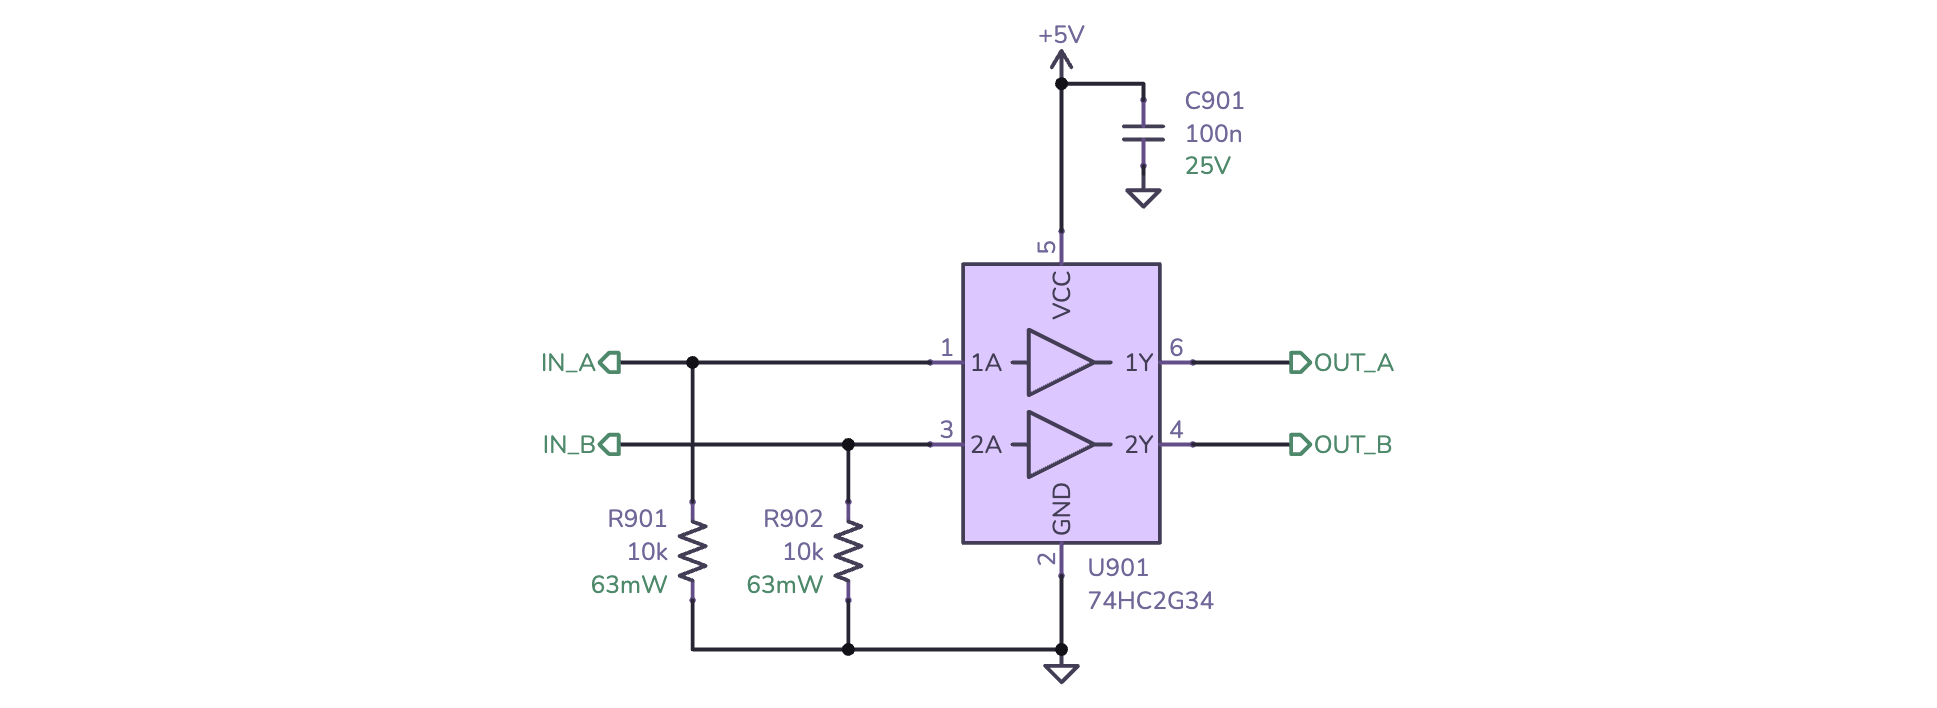 +5V
C901
100n
25V
5
VCC
IN_A
1
1A
1Y
6
OUT_A
IN_B
3
2A
2Y
4
OUT_B
GND
2
R901
10k
63mW
R902
10k
63mW
U901
74HC2G34